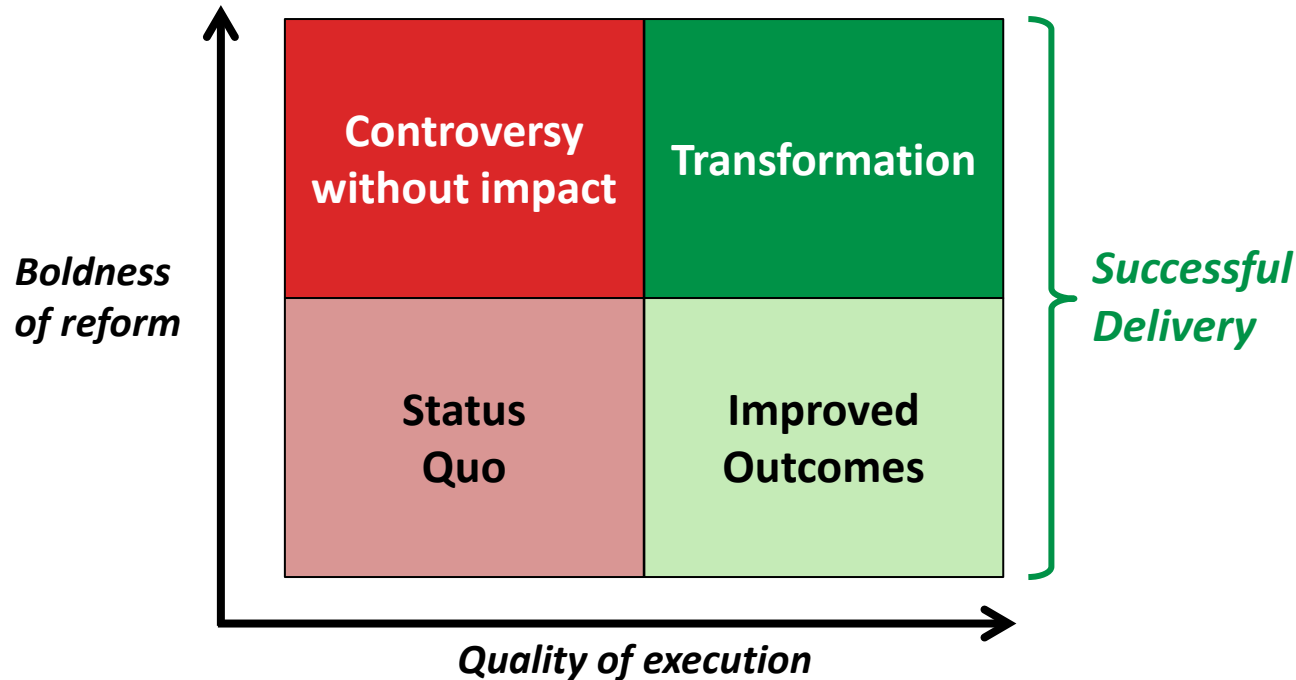 Controversy
without impact
Transformation
Boldness
of reform
Successful
Delivery
Status
Quo
Improved
Outcomes
Quality of execution